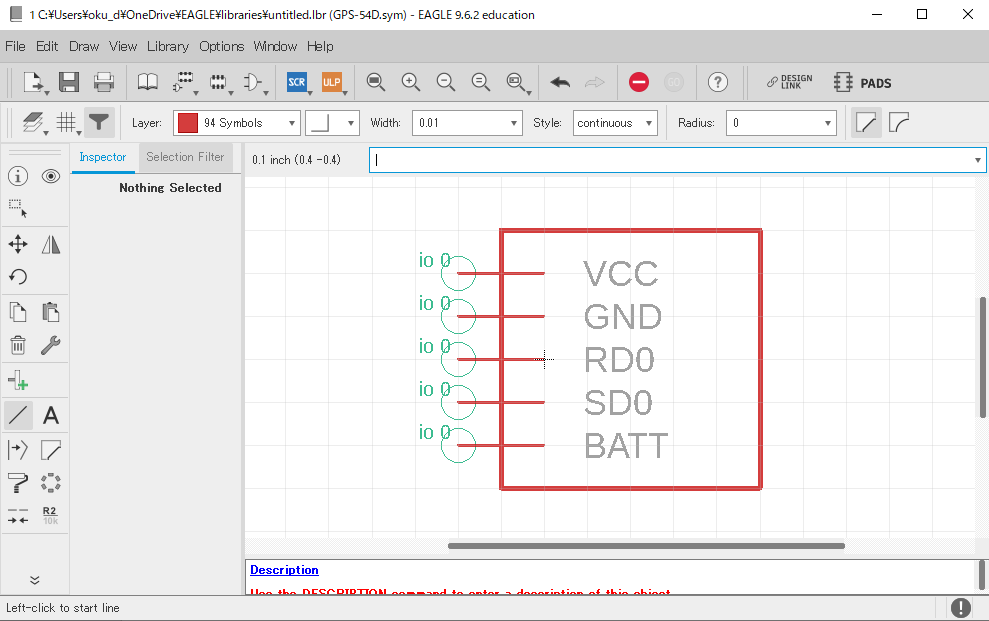 1 C:¥Users¥oku_d¥OneDrive¥EAGLE¥libraries¥untitled.lbr (GPS-54D.sym) - EAGLE 9.6.2 education
File Edit Draw View Library Options Window Help
SCR ULP ? DESIGN LINK PADS
Layer: 94 Symbols Width: 0.01 Style: continuous Radius: 0
Inspector Selection Filter
0.1 inch (0.4 -0.4)
Nothing Selected
io 0 VCC
io 0 GND
io 0 RD0
io 0 SD0
io 0 BATT
A
R2
10k
Description
Use the DESCRIPTION command to enter a description of this object.
Left-click to start line